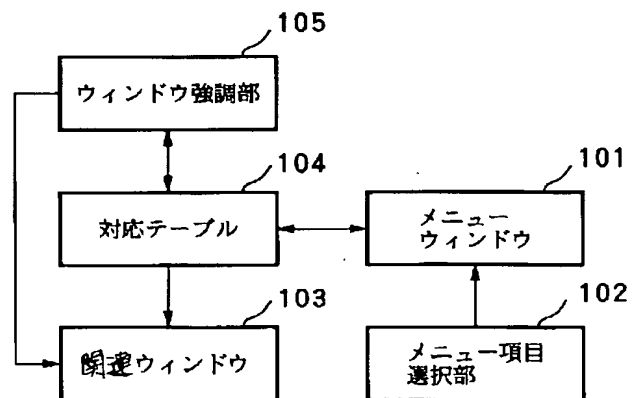 105
ウィンドウ強調部
104
対応テーブル
101
メニュー
ウィンドウ
103
関連ウィンドウ
102
メニュー項目
選択部